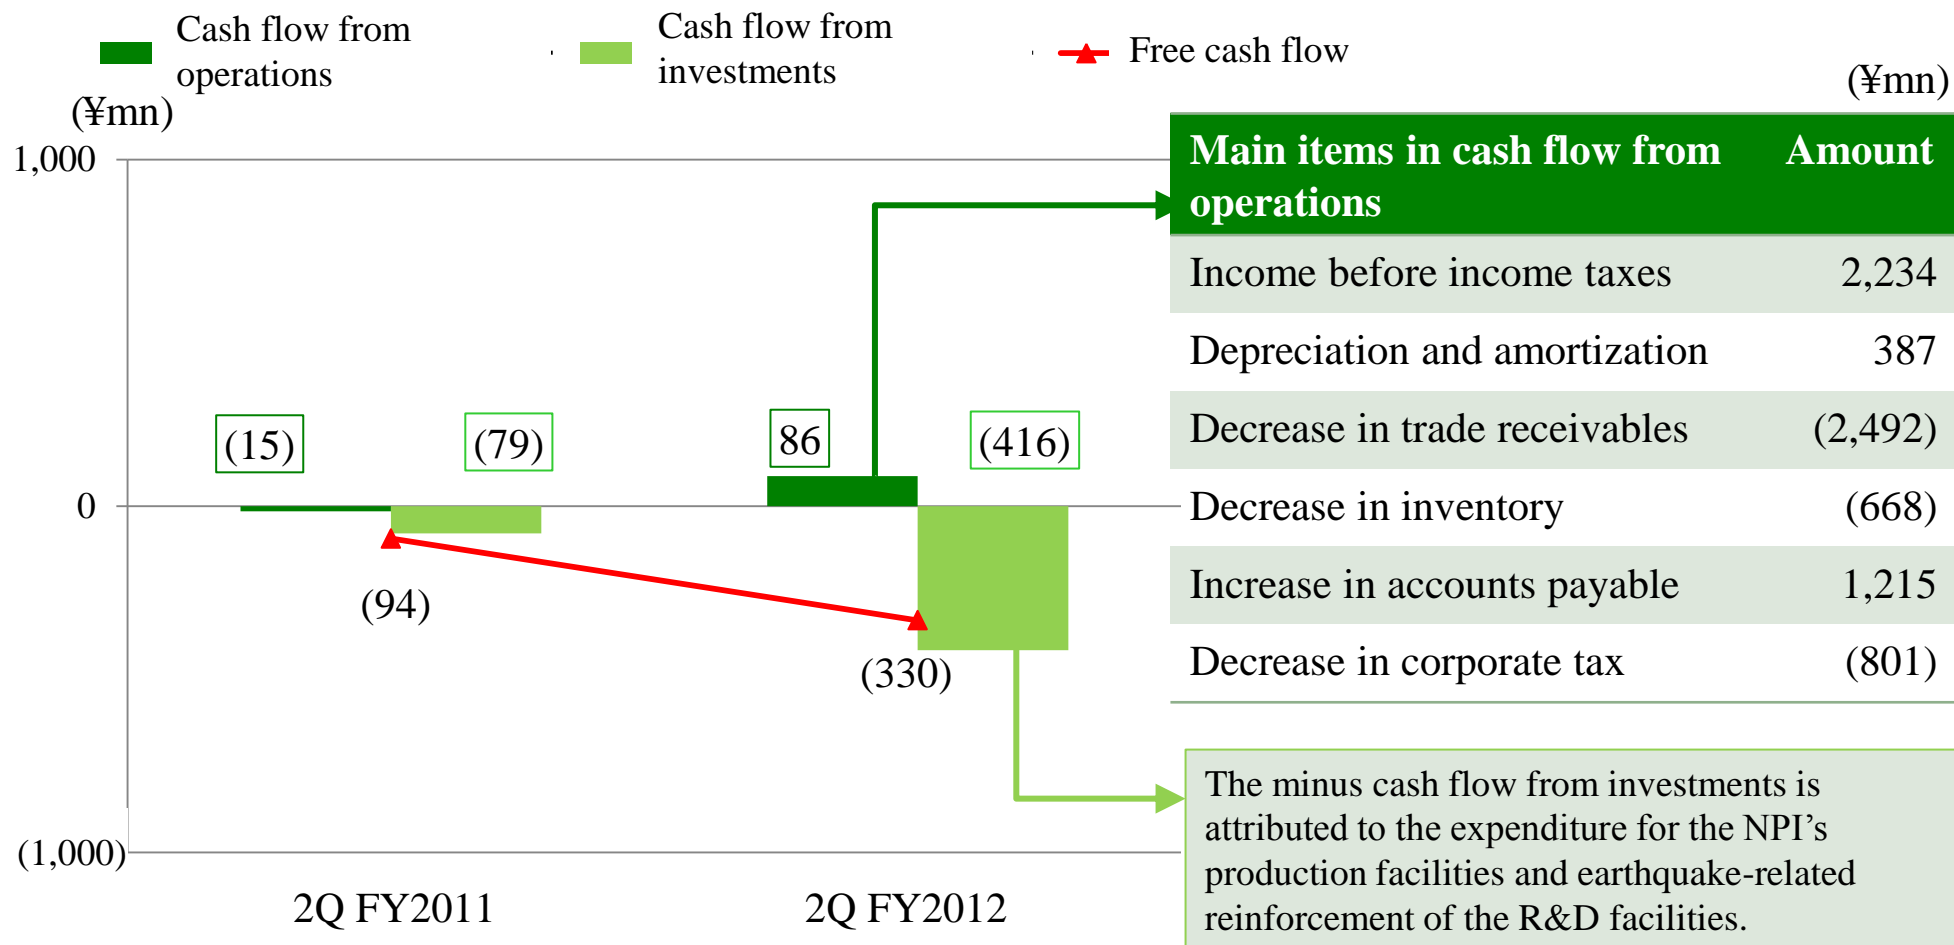 Cash flow from
operations
Cash flow from
investments
Free cash flow
(¥mn)
(¥mn)
1,000
0
(1,000)
(15)
(79)
86
(416)
(94)
(330)
2Q FY2011
2Q FY2012
Main items in cash flow from Amount
operations
Income before income taxes 2,234
Depreciation and amortization 387
Decrease in trade receivables (2,492)
Decrease in inventory (668)
Increase in accounts payable 1,215
Decrease in corporate tax (801)
The minus cash flow from investments is
attributed to the expenditure for the NPI’s
production facilities and earthquake-related
reinforcement of the R&D facilities.